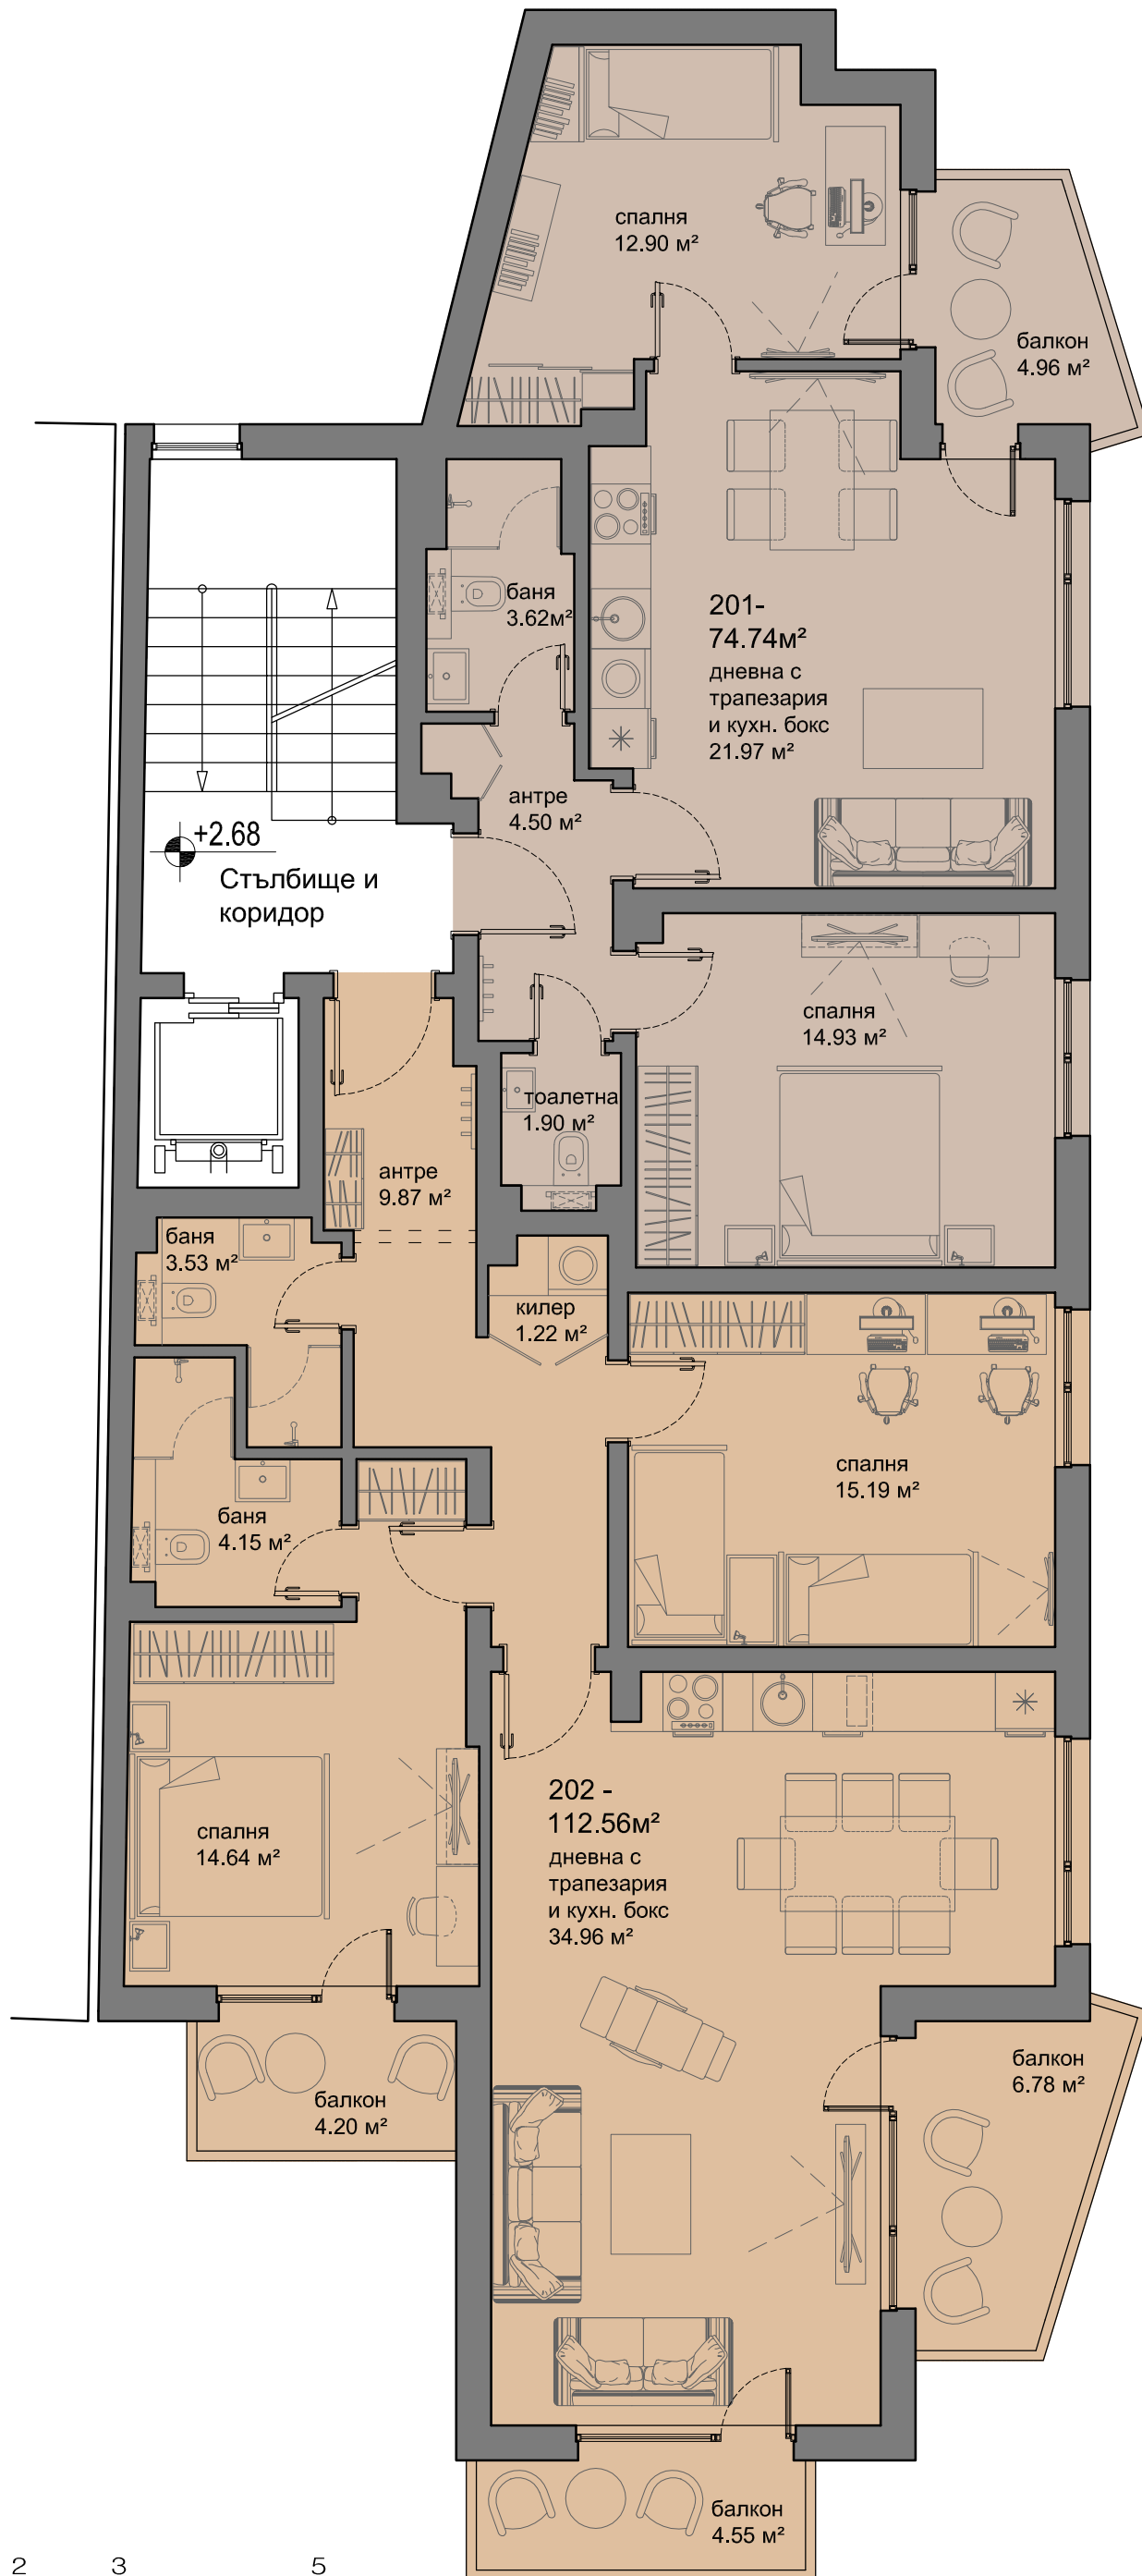 спалня
12.90 м²
балкон
4.96 м²
баня
3.62м²
201-
74.74м²
дневна с
трапезария
и кухн. бокс
21.97 м²
антре
4.50 м²
+2.68
Стълбище и
коридор
спалня
14.93 м²
тоалетна
1.90 м²
антре
9.87 м²
баня
3.53 м²
килер
1.22 м²
спалня
15.19 м²
баня
4.15 м²
202 -
112.56м²
дневна с
трапезария
и кухн. бокс
34.96 м²
спалня
14.64 м²
балкон
4.20 м²
балкон
6.78 м²
балкон
4.55 м²
2 3 5